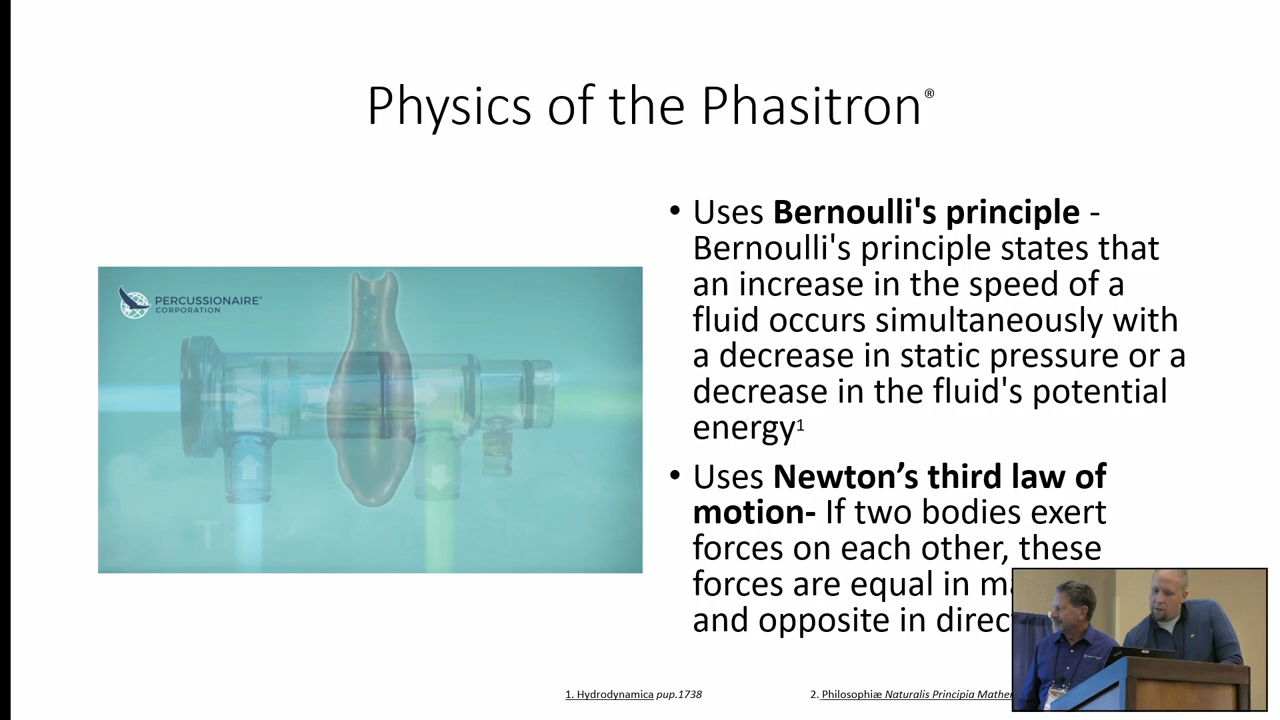 Physics of the Phasitron®
PERCUSSIONAIRE®
CORPORATION
• Uses Bernoulli's principle -
Bernoulli's principle states that
an increase in the speed of a
fluid occurs simultaneously with
a decrease in static pressure or a
decrease in the fluid's potential
energy1
• Uses Newton’s third law of
motion- If two bodies exert
forces on each other, these
forces are equal in
and opposite in
1. Hydrodynamica pup.1738
2. Philosophiæ Naturalis Principia